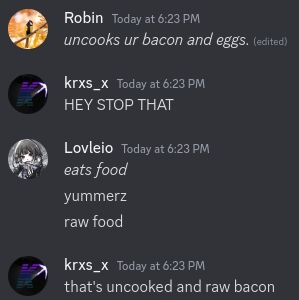 Robin Today at 6:23 PM
uncooks ur bacon and eggs. (edited)
krxs_x Today at 6:23 PM
HEY STOP THAT
Lovleio Today at 6:23 PM
eats food
yummerz
raw food
krxs_x Today at 6:23 PM
that's uncooked and raw bacon